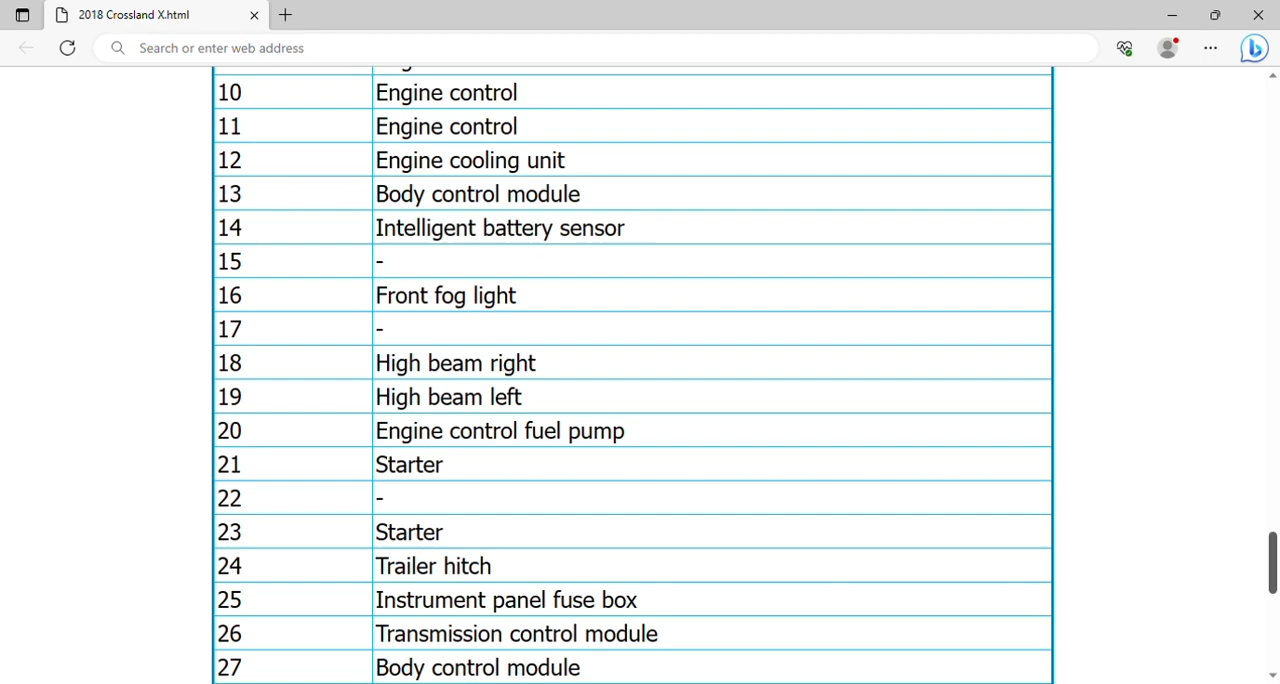 2018 Crossland X.html
Search or enter web address
10 Engine control
11 Engine control
12 Engine cooling unit
13 Body control module
14 Intelligent battery sensor
15 -
16 Front fog light
17 -
18 High beam right
19 High beam left
20 Engine control fuel pump
21 Starter
22 -
23 Starter
24 Trailer hitch
25 Instrument panel fuse box
26 Transmission control module
27 Body control module